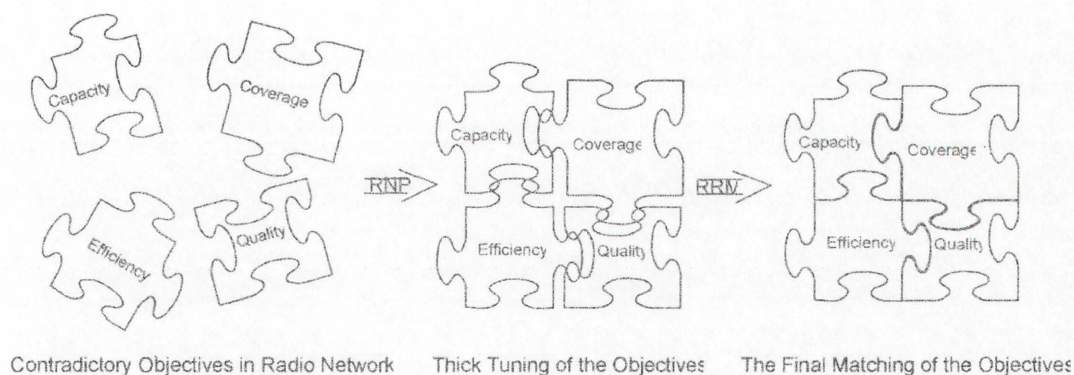 Capacity
Coverage
Efficiency
Quality
RNP
Capacity
Coverage
Efficiency
Quality
RRM
Capacity
Coverage
Efficiency
Quality
Contradictory Objectives in Radio Network
Thick Tuning of the Objectives
The Final Matching of the Objectives